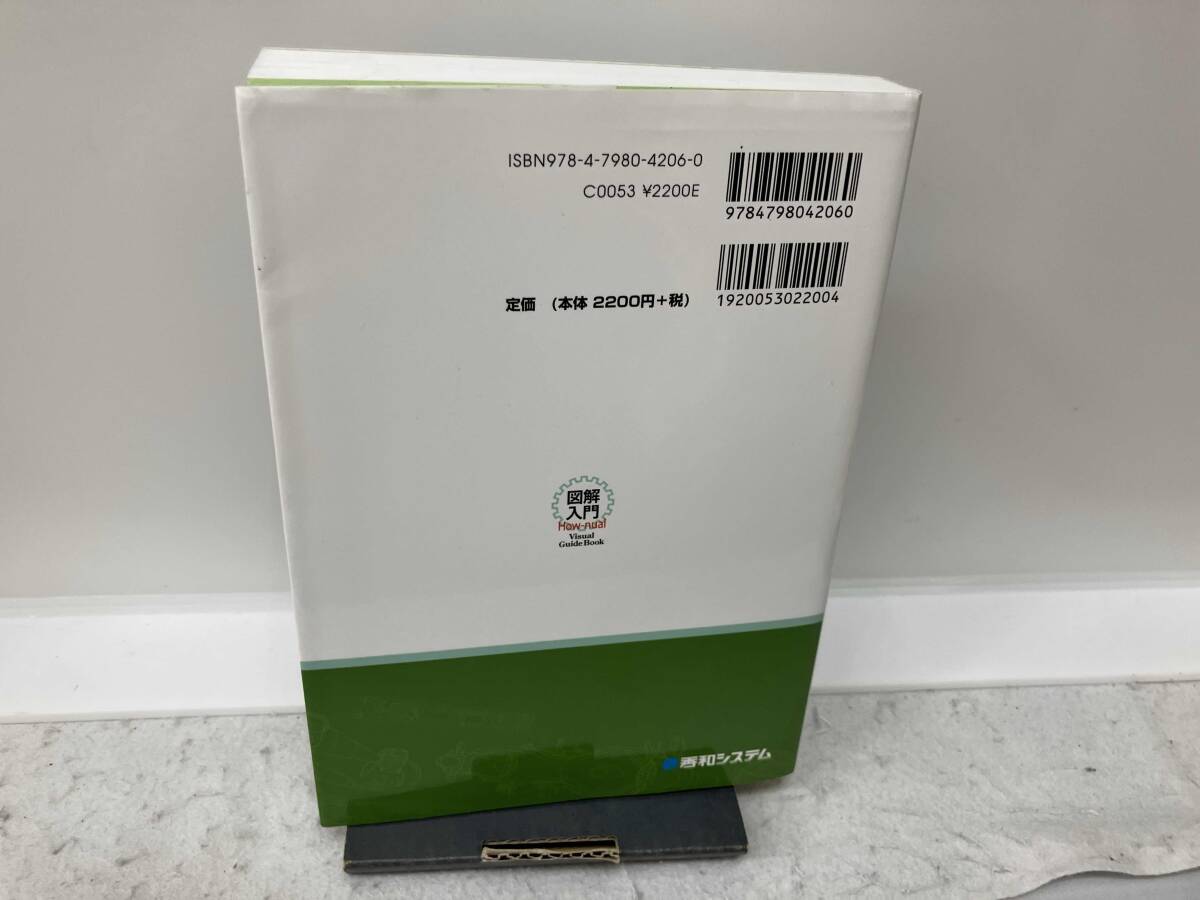 ISBN978-4-7980-4206-0
C0053 ¥2200E
9784798042060
1920053022004
定価 (本体 2200円+税)
図解
入門
How-nual
Visual
Guide Book
秀和システム